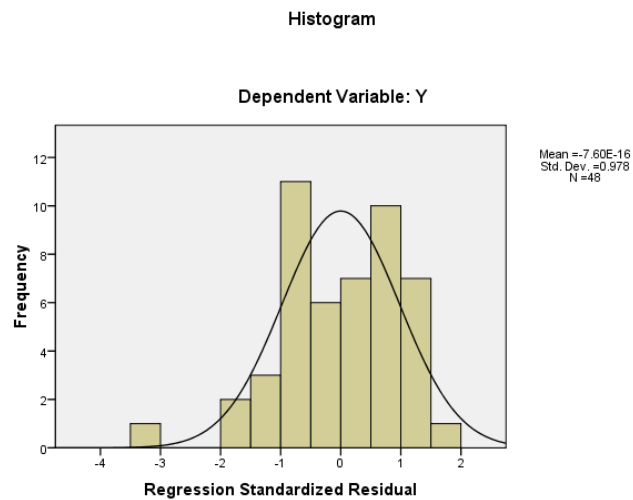 Histogram
Dependent Variable: Y
Mean =-7.60E-16
Std. Dev. =0.978
N =48
12
10
8
6
4
2
0
Frequency
-4
-3
-2
-1
0
1
2
Regression Standardized Residual